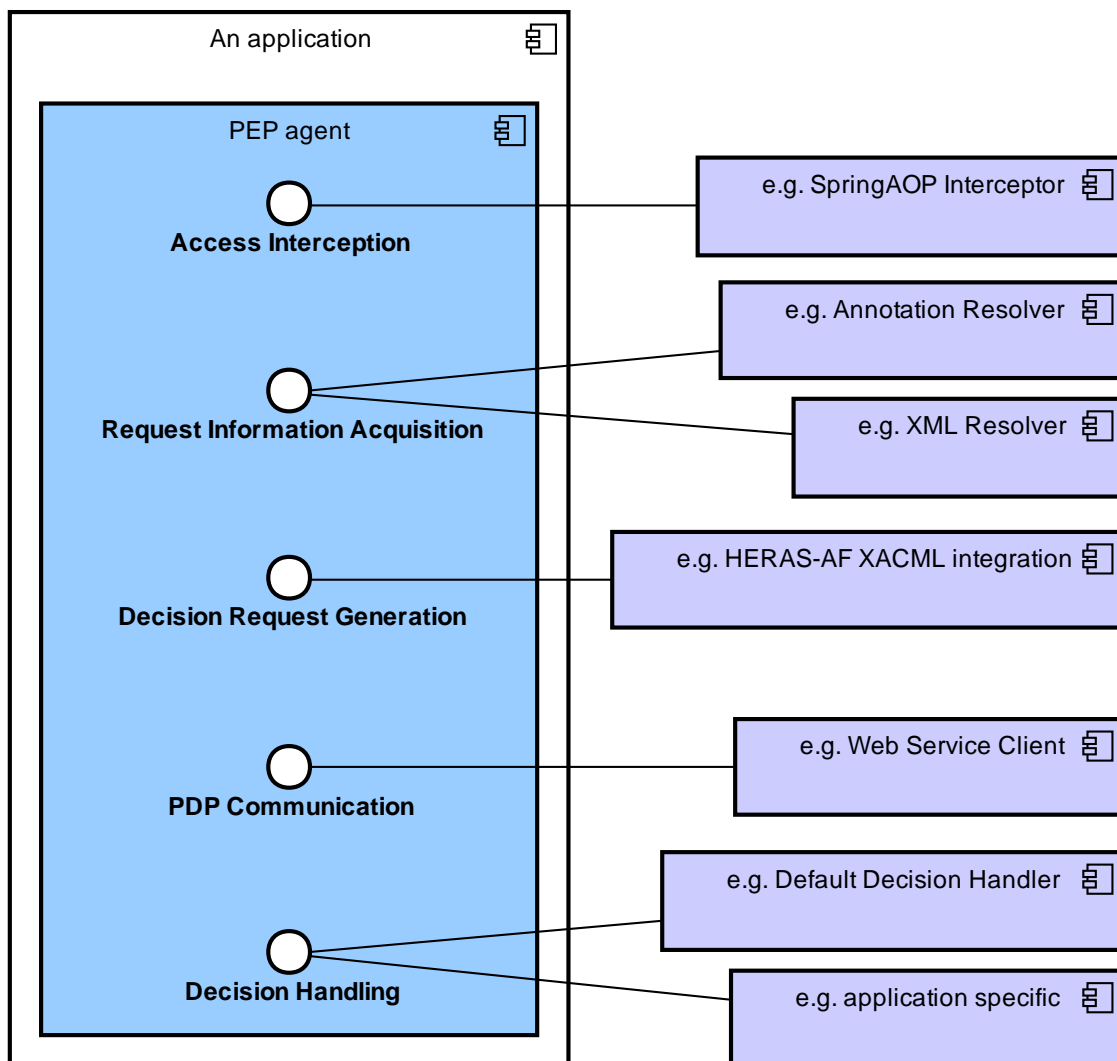 An application
PEP agent
e.g. SpringAOP Interceptor
Access Interception
e.g. Annotation Resolver
e.g. XML Resolver
Request Information Acquisition
e.g. HERAS-AF XACML integration
Decision Request Generation
e.g. Web Service Client
PDP Communication
e.g. Default Decision Handler
Decision Handling
e.g. application specific